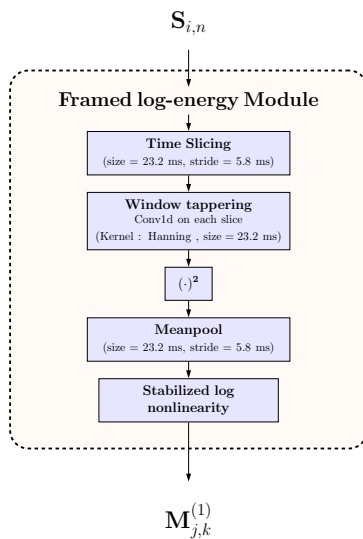 S_{i,n}
Framed log-energy Module
Time Slicing
(size = 23.2 ms, stride = 5.8 ms)
Window tappering
Conv1d on each slice
(Kernel : Hanning , size = 23.2 ms)
(·)²
Meanpool
(size = 23.2 ms, stride = 5.8 ms)
Stabilized log
nonlinearity
M_{j,k}^{(1)}